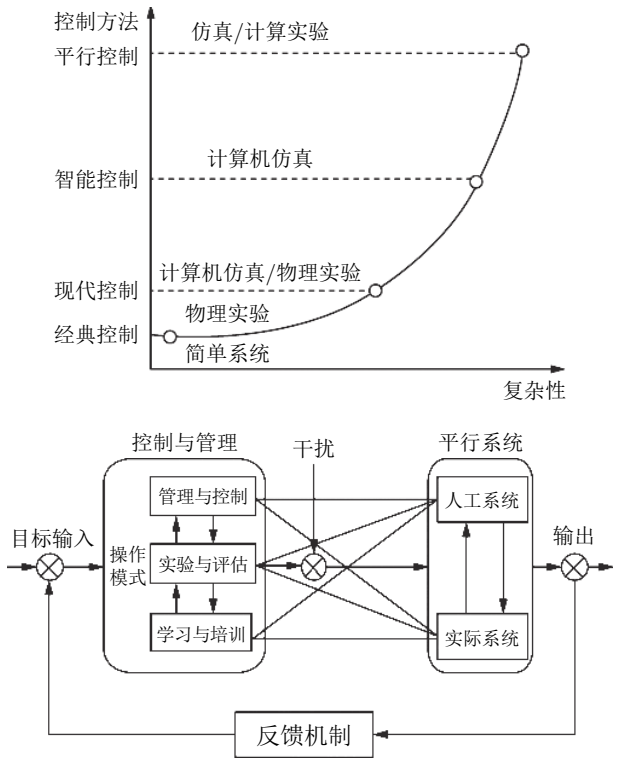 控制方法
仿真/计算实验
平行控制
计算机仿真
智能控制
计算机仿真/物理实验
现代控制
物理实验
经典控制
简单系统
复杂性
控制与管理
干扰
平行系统
管理与控制
人工系统
目标输入
操作
模式
实验与评估
输出
学习与培训
实际系统
反馈机制